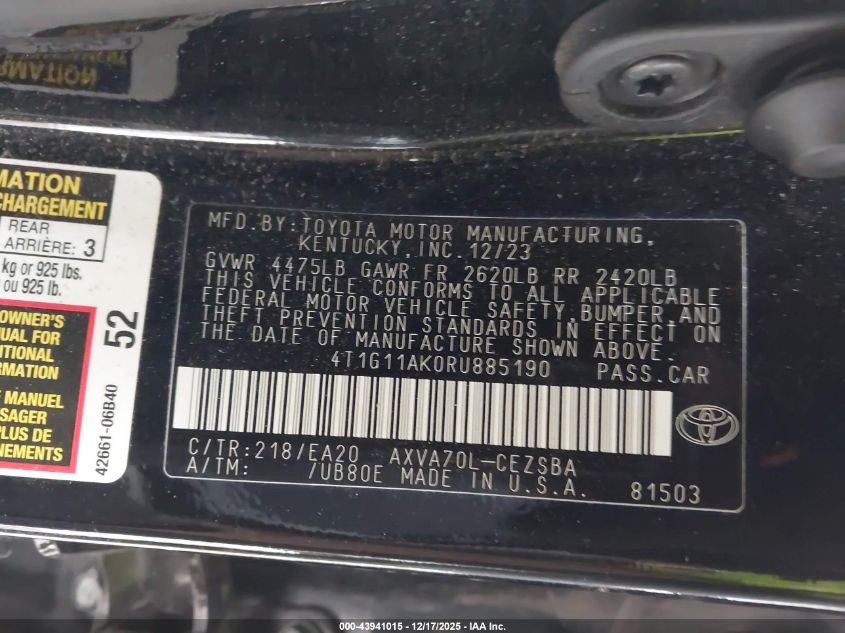 MATION
MATION
CHARGEMENT
REAR
ARRIÈRE: 3
kg or 925 lbs.
ou 925 lb.
OWNER'S
NUAL FOR
ITIONAL
MATION
E MANUEL
SAGER
PLUS DE
GNEMENTS
52
42661-06B40
MFD. BY: TOYOTA MOTOR MANUFACTURING,
KENTUCKY, INC. 12/23
GVWR 4475LB GAWR FR 2620LB RR 2420LB
THIS VEHICLE CONFORMS TO ALL APPLICABLE
FEDERAL MOTOR VEHICLE SAFETY, BUMPER, AND
THEFT PREVENTION STANDARDS IN EFFECT ON
THE DATE OF MANUFACTURE SHOWN ABOVE.
4T1G11AK0RU885190 PASS. CAR
C/TR: 218/EA20 AXVA70L-CEZSBA
A/TM: /UB80E MADE IN U.S.A. 81503
000-43941015 - 12/17/2025 - IAA Inc.